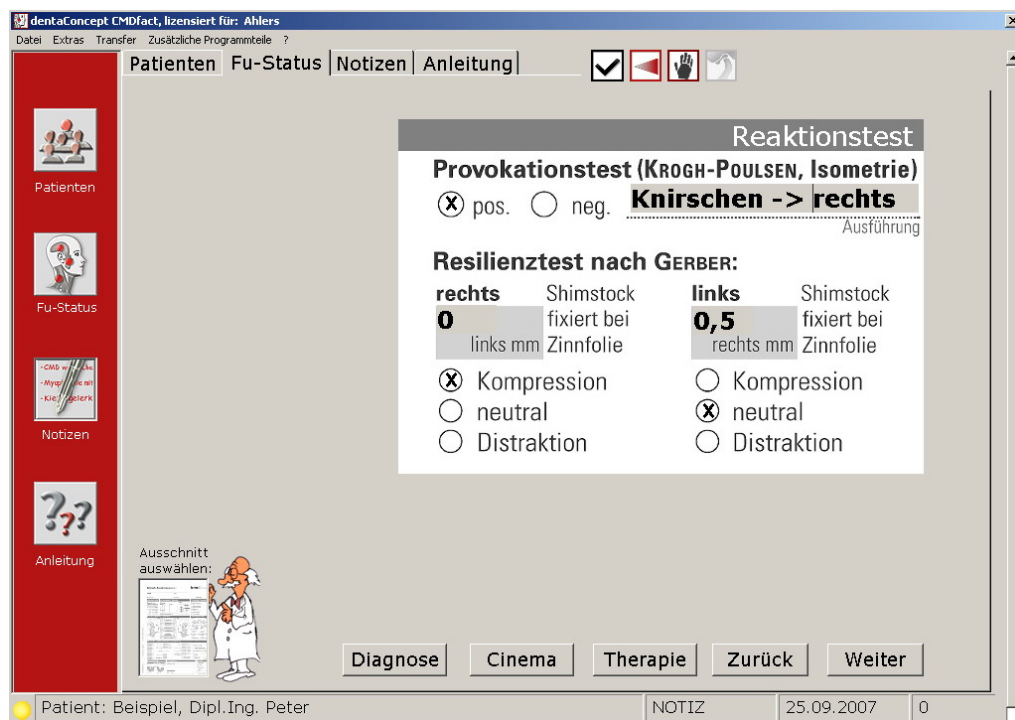 dentaConcept CMDfact, lizensiert für: Ahlers
Datei Extras Transfer Zusätzliche Programmteile ?
Patienten Fu-Status Notizen Anleitung
Patienten
Fu-Status
Notizen
Anleitung
Reaktionstest
Provokationstest (KROGH-POULSEN, Isometrie)
X pos. neg. Knirschen -> rechts
Ausführung
Resilienztest nach GERBER:
rechts Shimstock links Shimstock
0 fixiert bei 0,5 fixiert bei
links mm Zinnfolie rechts mm Zinnfolie
X Kompression Kompression
neutral X neutral
Distraktion Distraktion
Ausschnitt
auswählen:
Diagnose Cinema Therapie Zurück Weiter
Patient: Beispiel, Dipl.Ing. Peter NOTIZ 25.09.2007 0